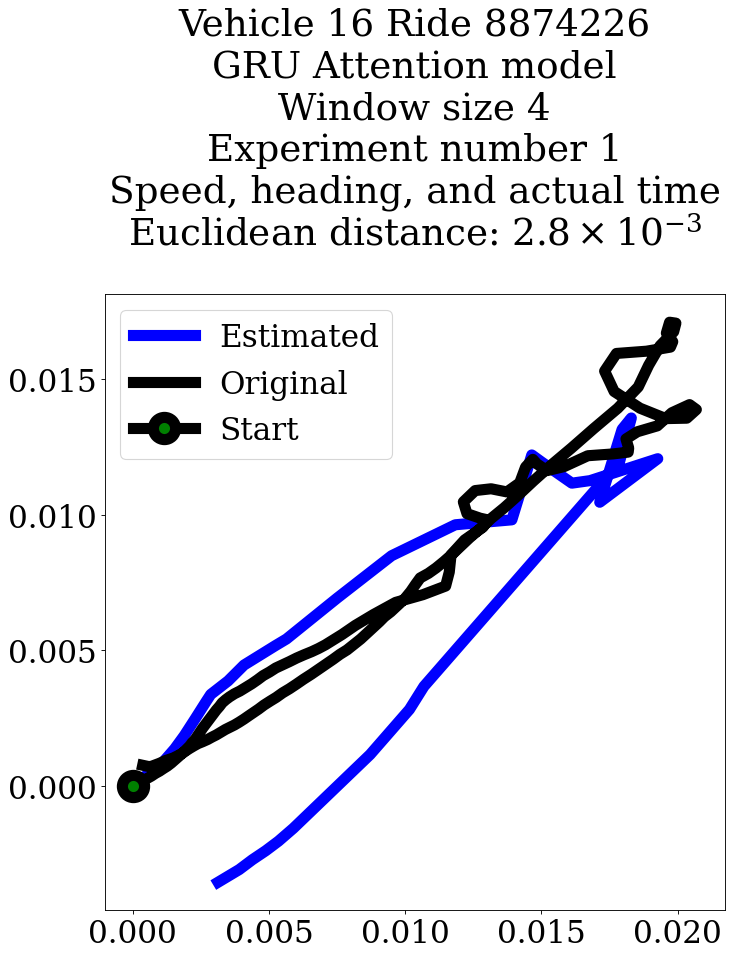 Vehicle 16 Ride 8874226
GRU Attention model
Window size 4
Experiment number 1
Speed, heading, and actual time
Euclidean distance: 2.8 × 10⁻³
Estimated
Original
Start
0.015
0.010
0.005
0.000
0.000 0.005 0.010 0.015 0.020